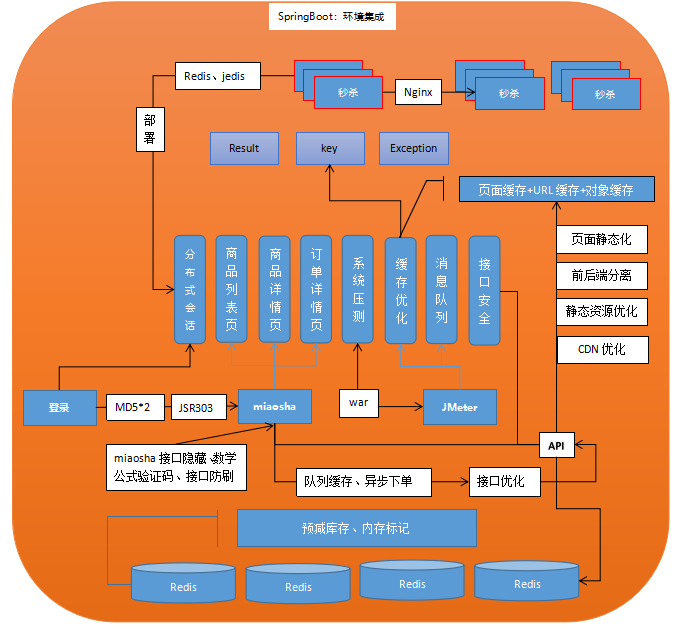 SpringBoot：环境集成
Redis、jedis
秒杀
Nginx
秒杀
秒杀
部署
Result
key
Exception
页面缓存+URL 缓存+对象缓存
页面静态化
前后端分离
静态资源优化
CDN 优化
分布式会话
商品列表页
商品详情页
订单详情页
系统压测
缓存优化
消息队列
接口安全
登录
MD5*2
JSR303
miaosha
war
JMeter
API
miaosha 接口隐藏、数学
公式验证码、接口防刷
队列缓存、异步下单
接口优化
预减库存、内存标记
Redis
Redis
Redis
Redis